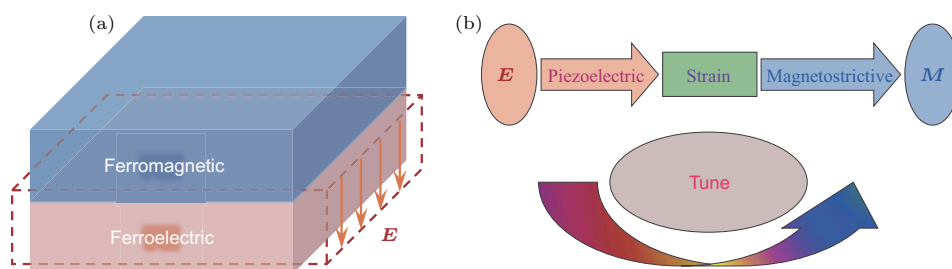 (a)
Ferromagnetic
Ferroelectric
E
(b)
E
Piezoelectric
Strain
Magnetostrictive
M
Tune